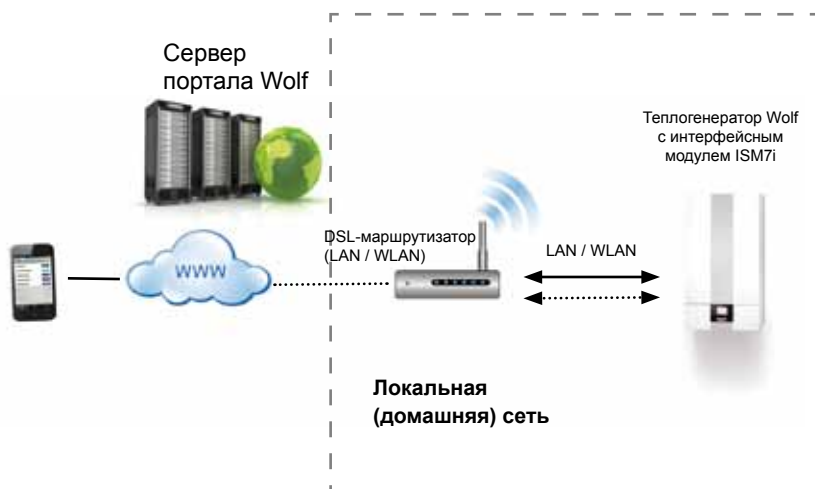 Сервер
портала Wolf
Теплогенератор Wolf
с интерфейсным
модулем ISM7i
DSL-маршрутизатор
(LAN / WLAN)
LAN / WLAN
www
Локальная
(домашняя) сеть